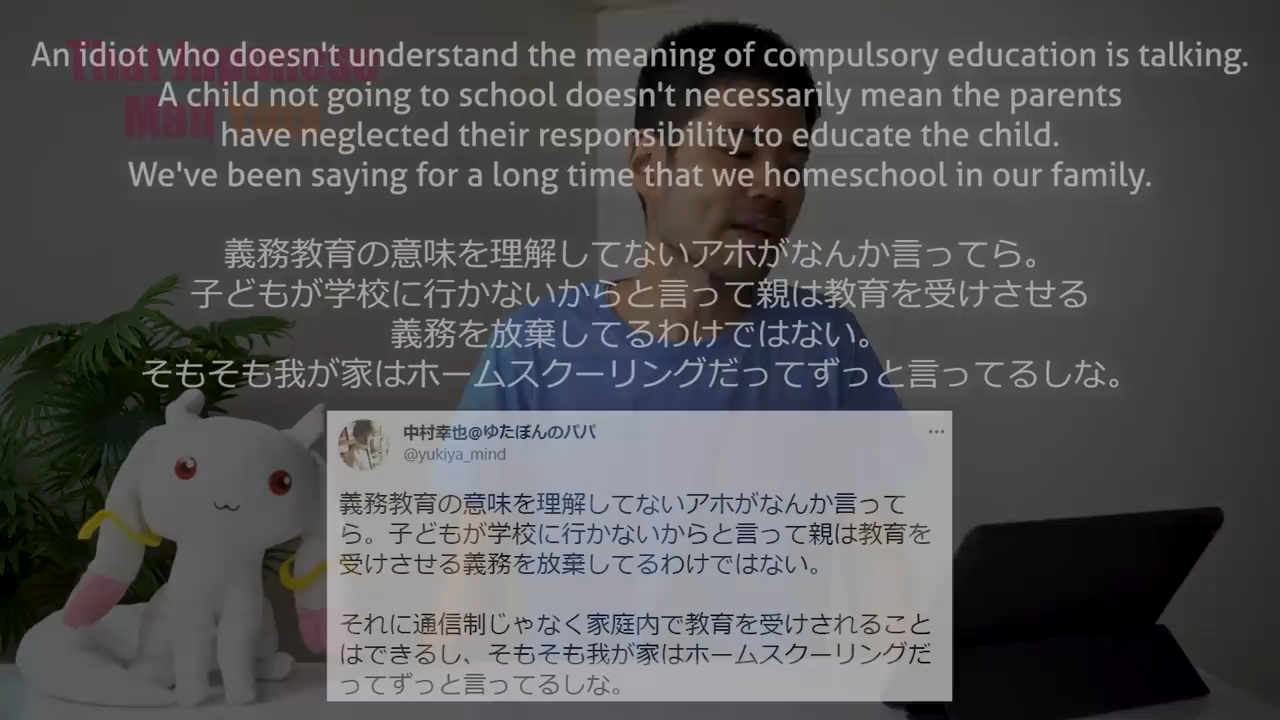 An idiot who doesn't understand the meaning of compulsory education is talking.
A child not going to school doesn't necessarily mean the parents
have neglected their responsibility to educate the child.
We've been saying for a long time that we homeschool in our family.
That Japanese
Man Yuta
義務教育の意味を理解してないアホがなんか言ってら。
子どもが学校に行かないからと言って親は教育を受けさせる
義務を放棄してるわけではない。
そもそも我が家はホームスクーリングだってずっと言ってるしな。
中村幸也@ゆたぼんのパパ
@yukiya_mind
義務教育の意味を理解してないアホがなんか言って
ら。子どもが学校に行かないからと言って親は教育を
受けさせる義務を放棄してるわけではない。
それに通信制じゃなく家庭内で教育を受けされること
はできるし、そもそも我が家はホームスクーリングだ
ってずっと言ってるしな。